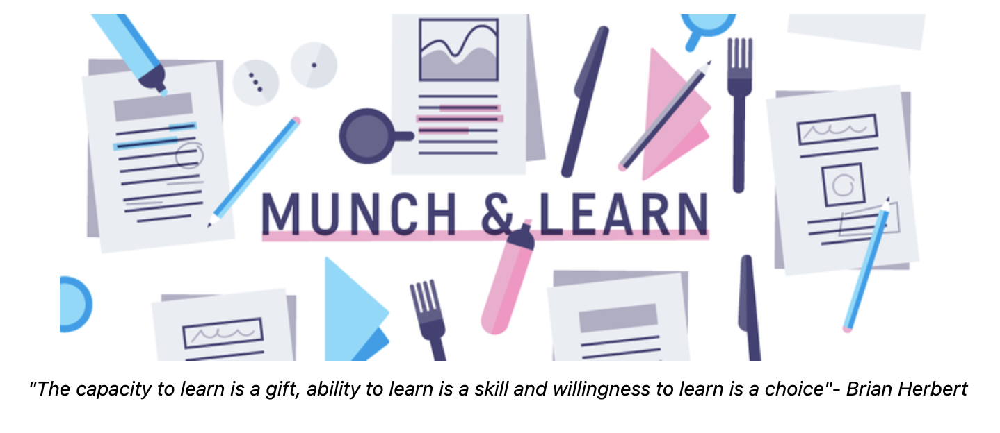 MUNCH & LEARN
"The capacity to learn is a gift, ability to learn is a skill and willingness to learn is a choice"- Brian Herbert